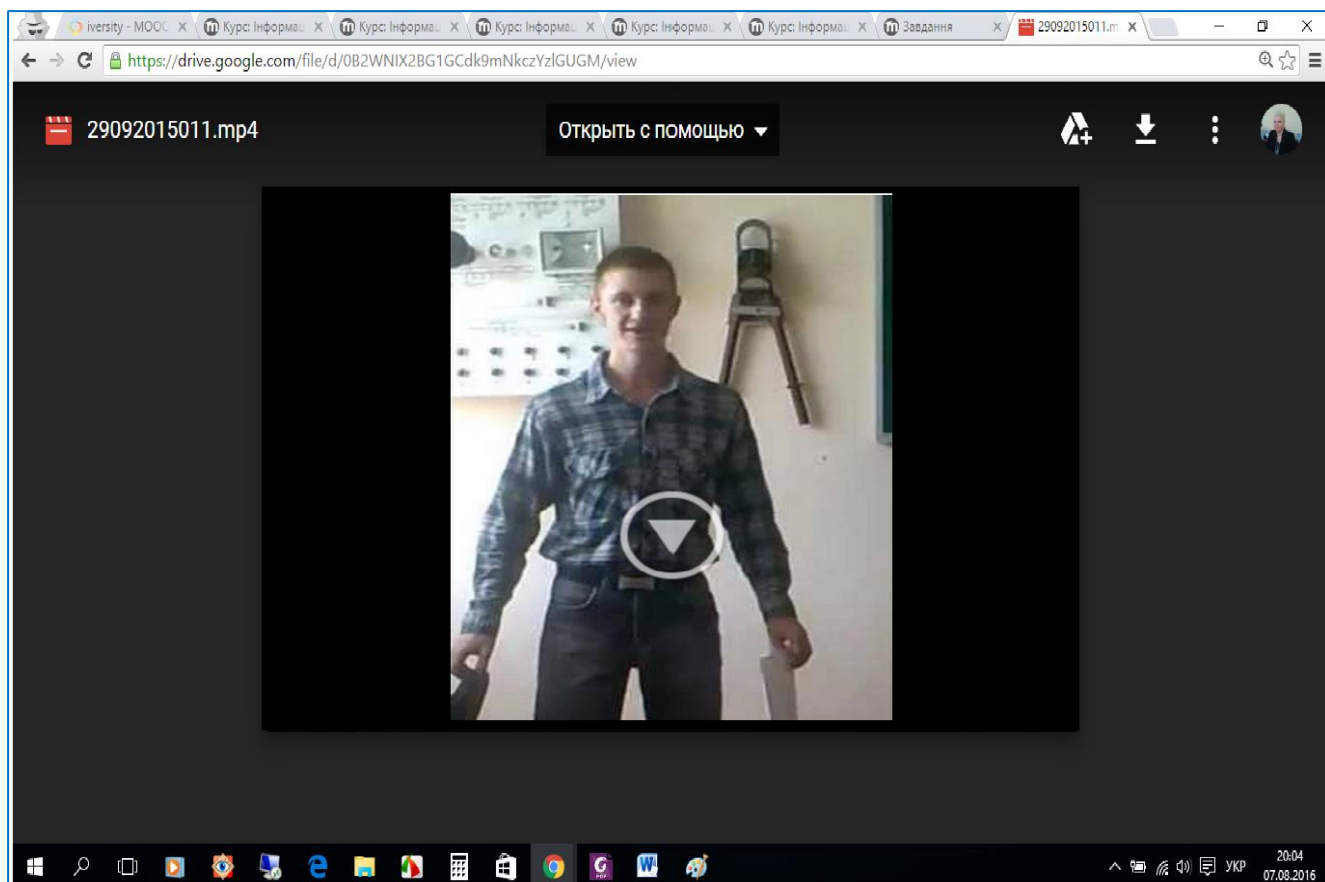 iversity - MOOC
Курс: Інформац
Курс: Інформац
Курс: Інформац
Курс: Інформац
Курс: Інформац
Завдання
29092015011.m
https://drive.google.com/file/d/0B2WNIX2BG1GCdk9mNkczYzlGUGM/view
29092015011.mp4
Открыть с помощью
УКР
20:04
07.08.2016